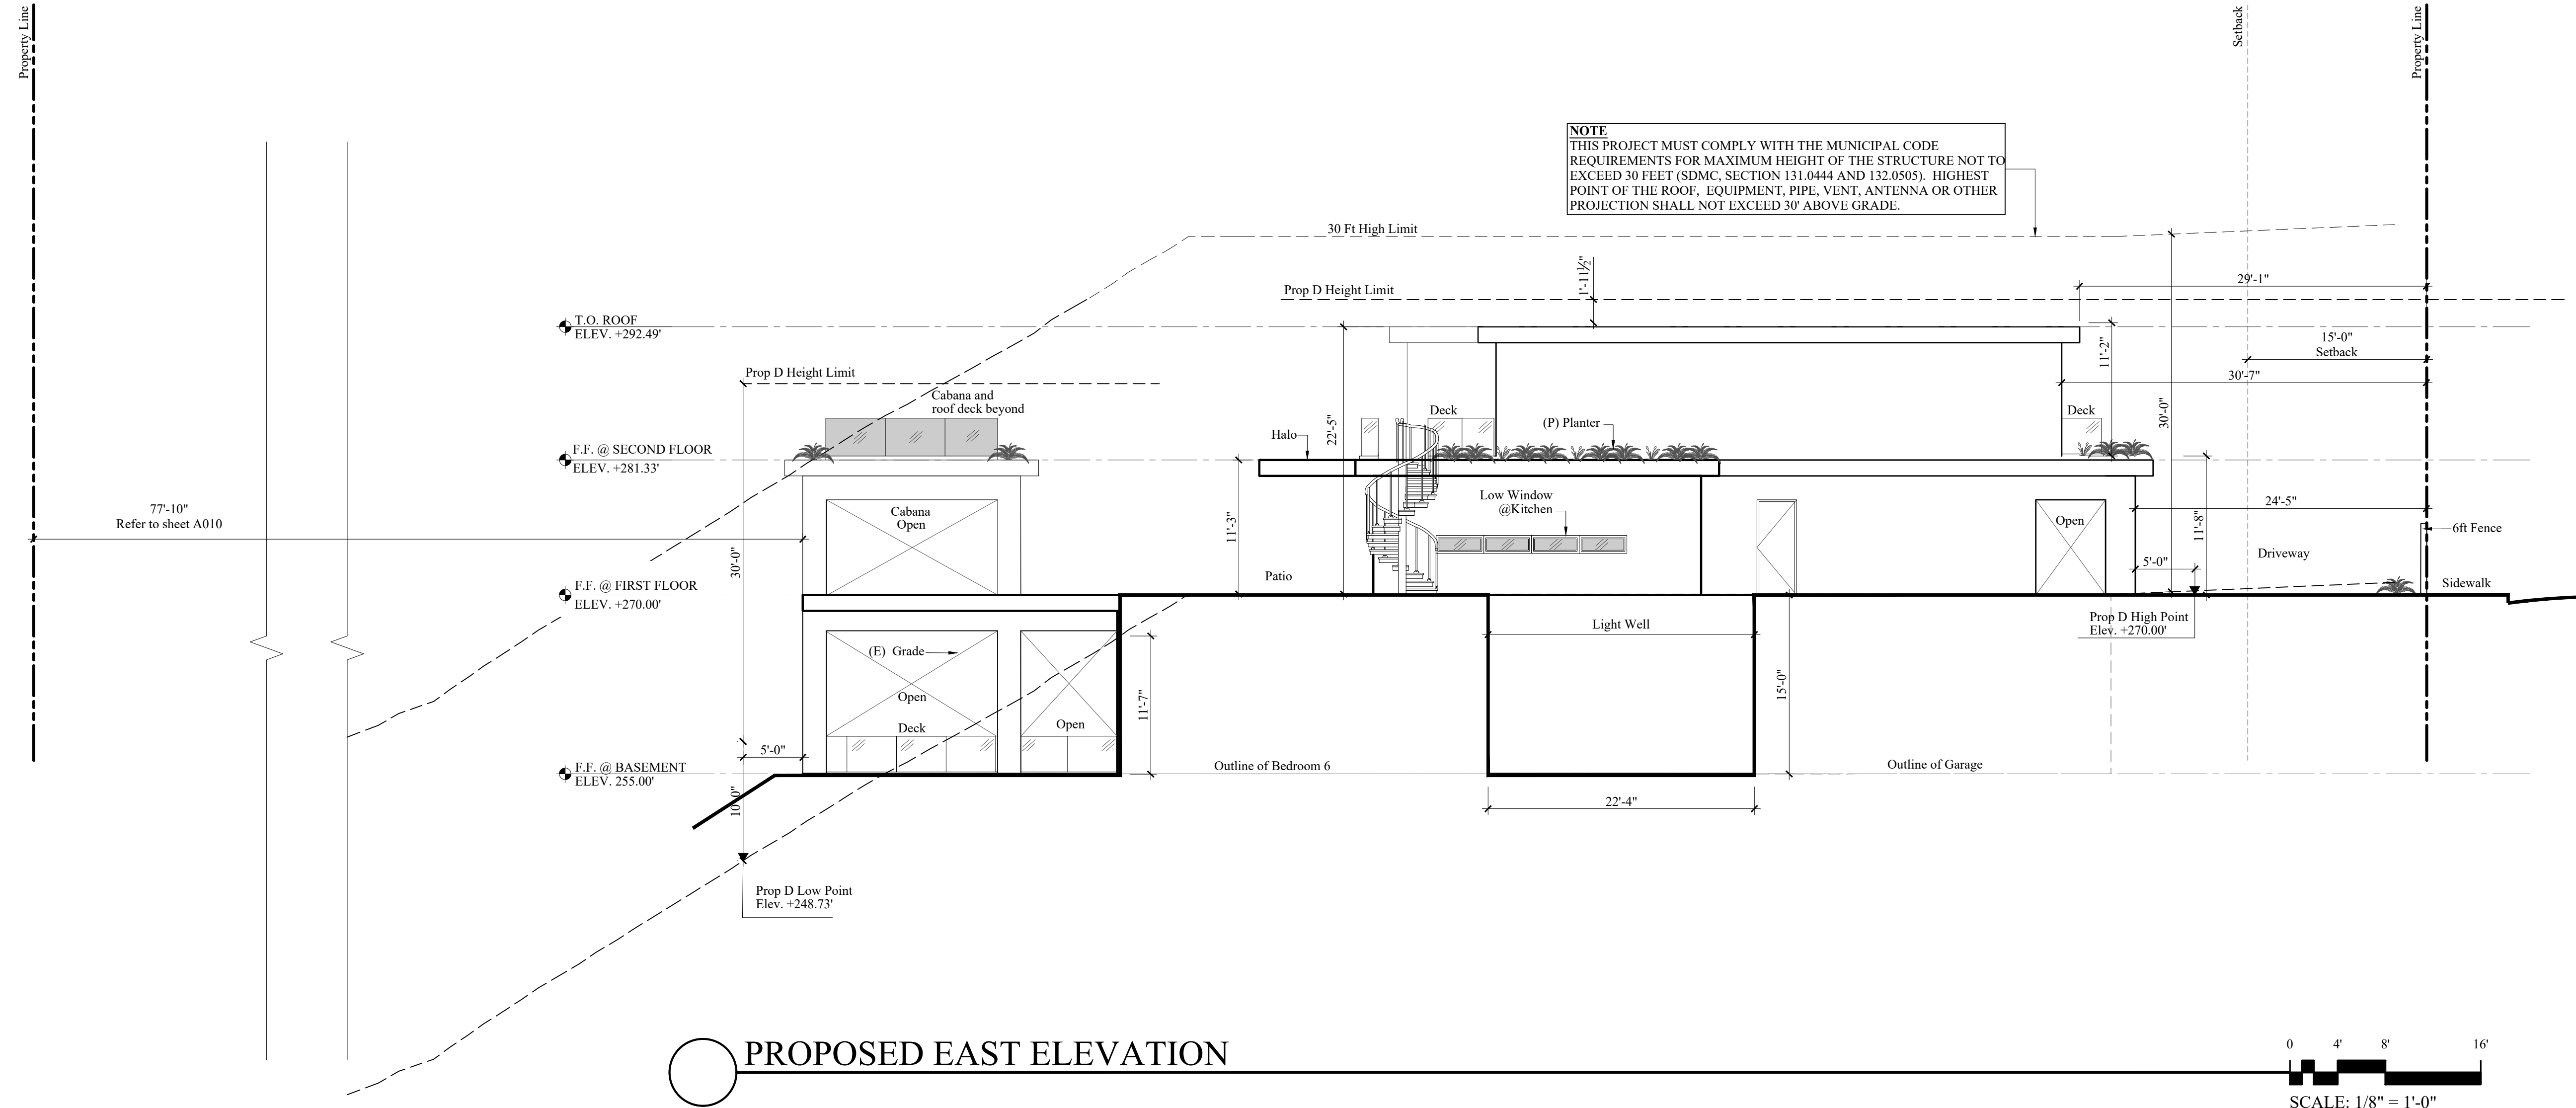 Property Line
Setback
Property Line
NOTE
THIS PROJECT MUST COMPLY WITH THE MUNICIPAL CODE
REQUIREMENTS FOR MAXIMUM HEIGHT OF THE STRUCTURE NOT TO
EXCEED 30 FEET (SDMC, SECTION 131.0444 AND 132.0505).  HIGHEST
POINT OF THE ROOF,  EQUIPMENT, PIPE, VENT, ANTENNA OR OTHER
PROJECTION SHALL NOT EXCEED 30' ABOVE GRADE.
30 Ft High Limit
1'-11½"
29'-1"
Prop D Height Limit
T.O. ROOF
ELEV. +292.49'
15'-0"
Setback
11'-2"
30'-7"
Prop D Height Limit
Cabana and
roof deck beyond
Deck
Deck
30'-0"
(P) Planter
Halo
22'-5"
F.F. @ SECOND FLOOR
ELEV. +281.33'
77'-10"
Refer to sheet A010
Cabana
Open
Low Window
@Kitchen
24'-5"
Open
11'-3"
11'-8"
6ft Fence
30'-0"
Driveway
5'-0"
Patio
Sidewalk
F.F. @ FIRST FLOOR
ELEV. +270.00'
Prop D High Point
Elev. +270.00'
Light Well
(E)  Grade
Open
11'-7"
15'-0"
Deck
Open
5'-0"
F.F. @ BASEMENT
ELEV. 255.00'
Outline of Bedroom 6
Outline of Garage
10'-0"
22'-4"
Prop D Low Point
Elev. +248.73'
PROPOSED EAST ELEVATION
0 4' 8' 16'
SCALE: 1/8" = 1'-0"